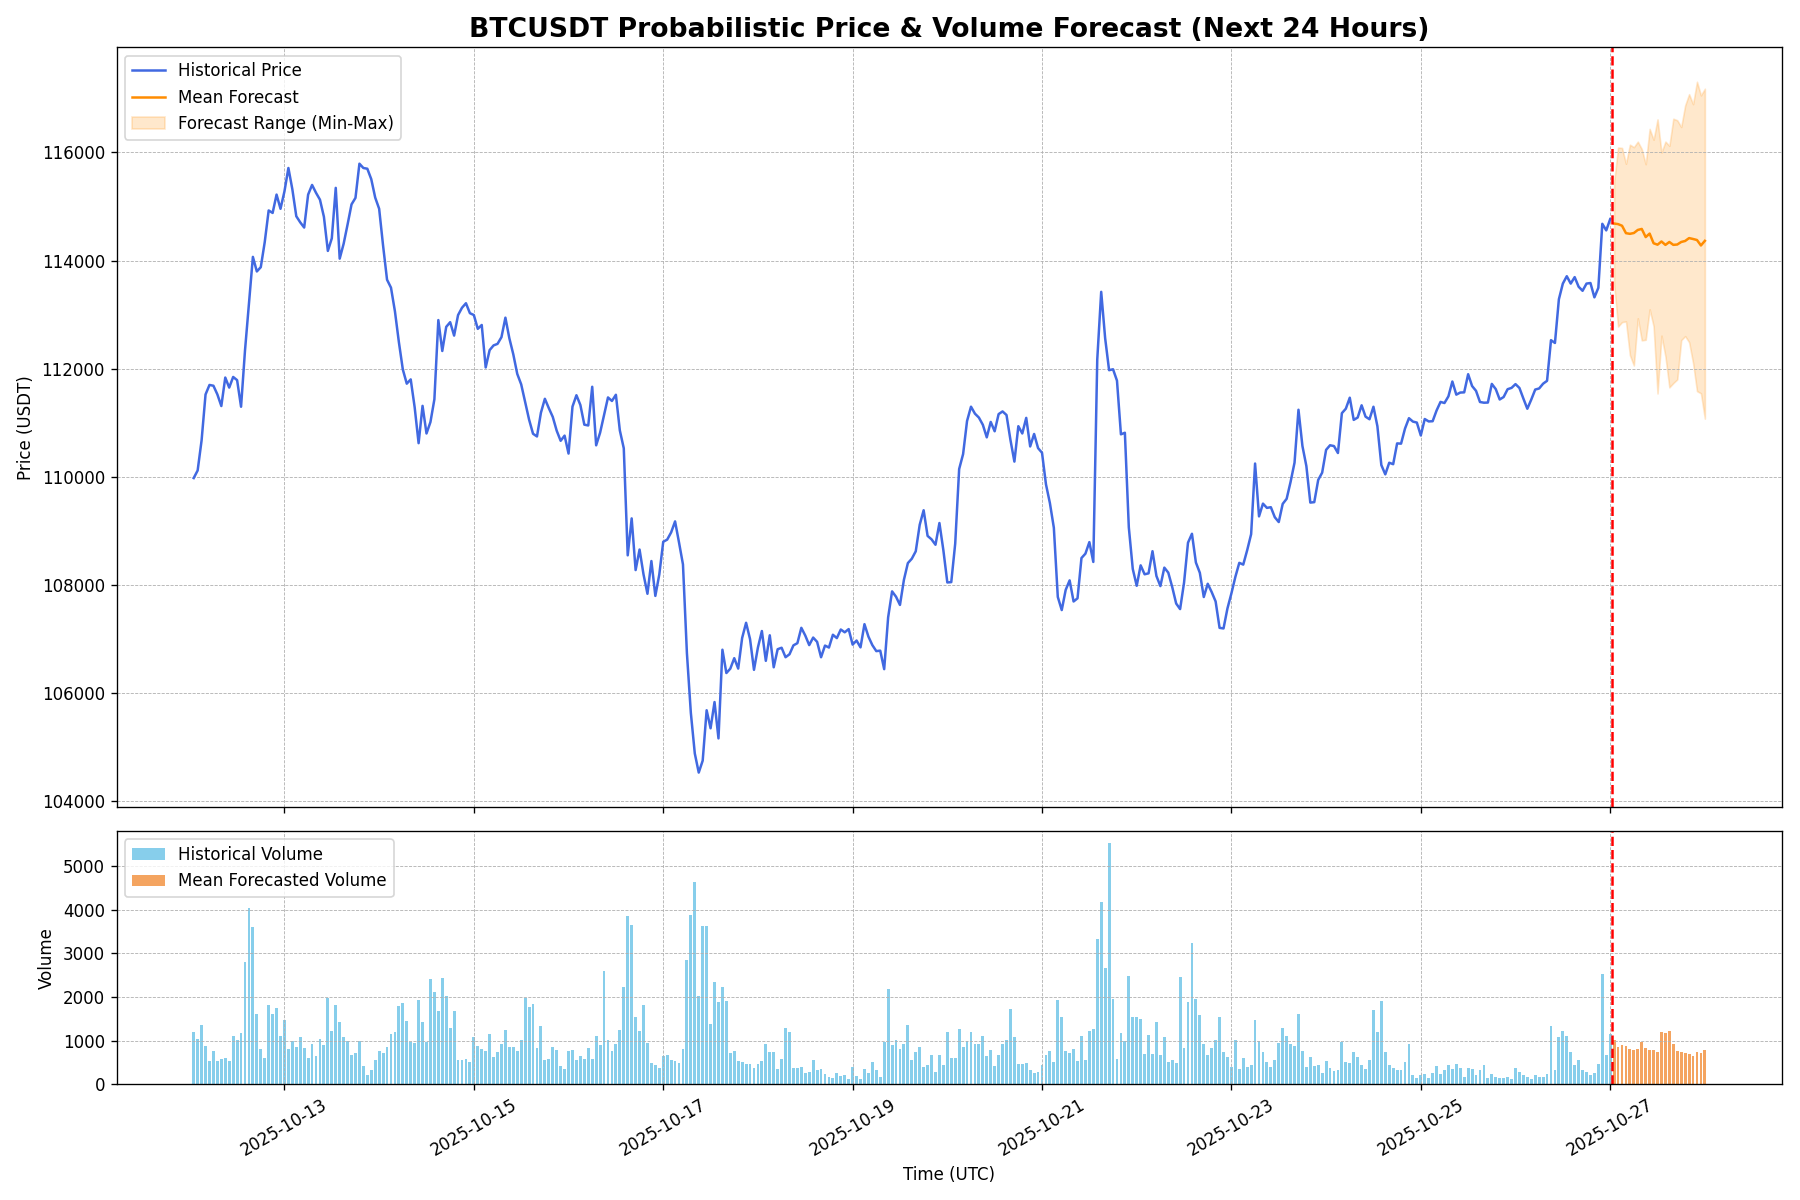 BTCUSDT Probabilistic Price & Volume Forecast (Next 24 Hours)
Historical Price
Mean Forecast
Forecast Range (Min-Max)
Price (USDT)
116000
114000
112000
110000
108000
106000
104000
Historical Volume
Mean Forecasted Volume
Volume
5000
4000
3000
2000
1000
0
2025-10-13
2025-10-15
2025-10-17
2025-10-19
2025-10-21
2025-10-23
2025-10-25
2025-10-27
Time (UTC)